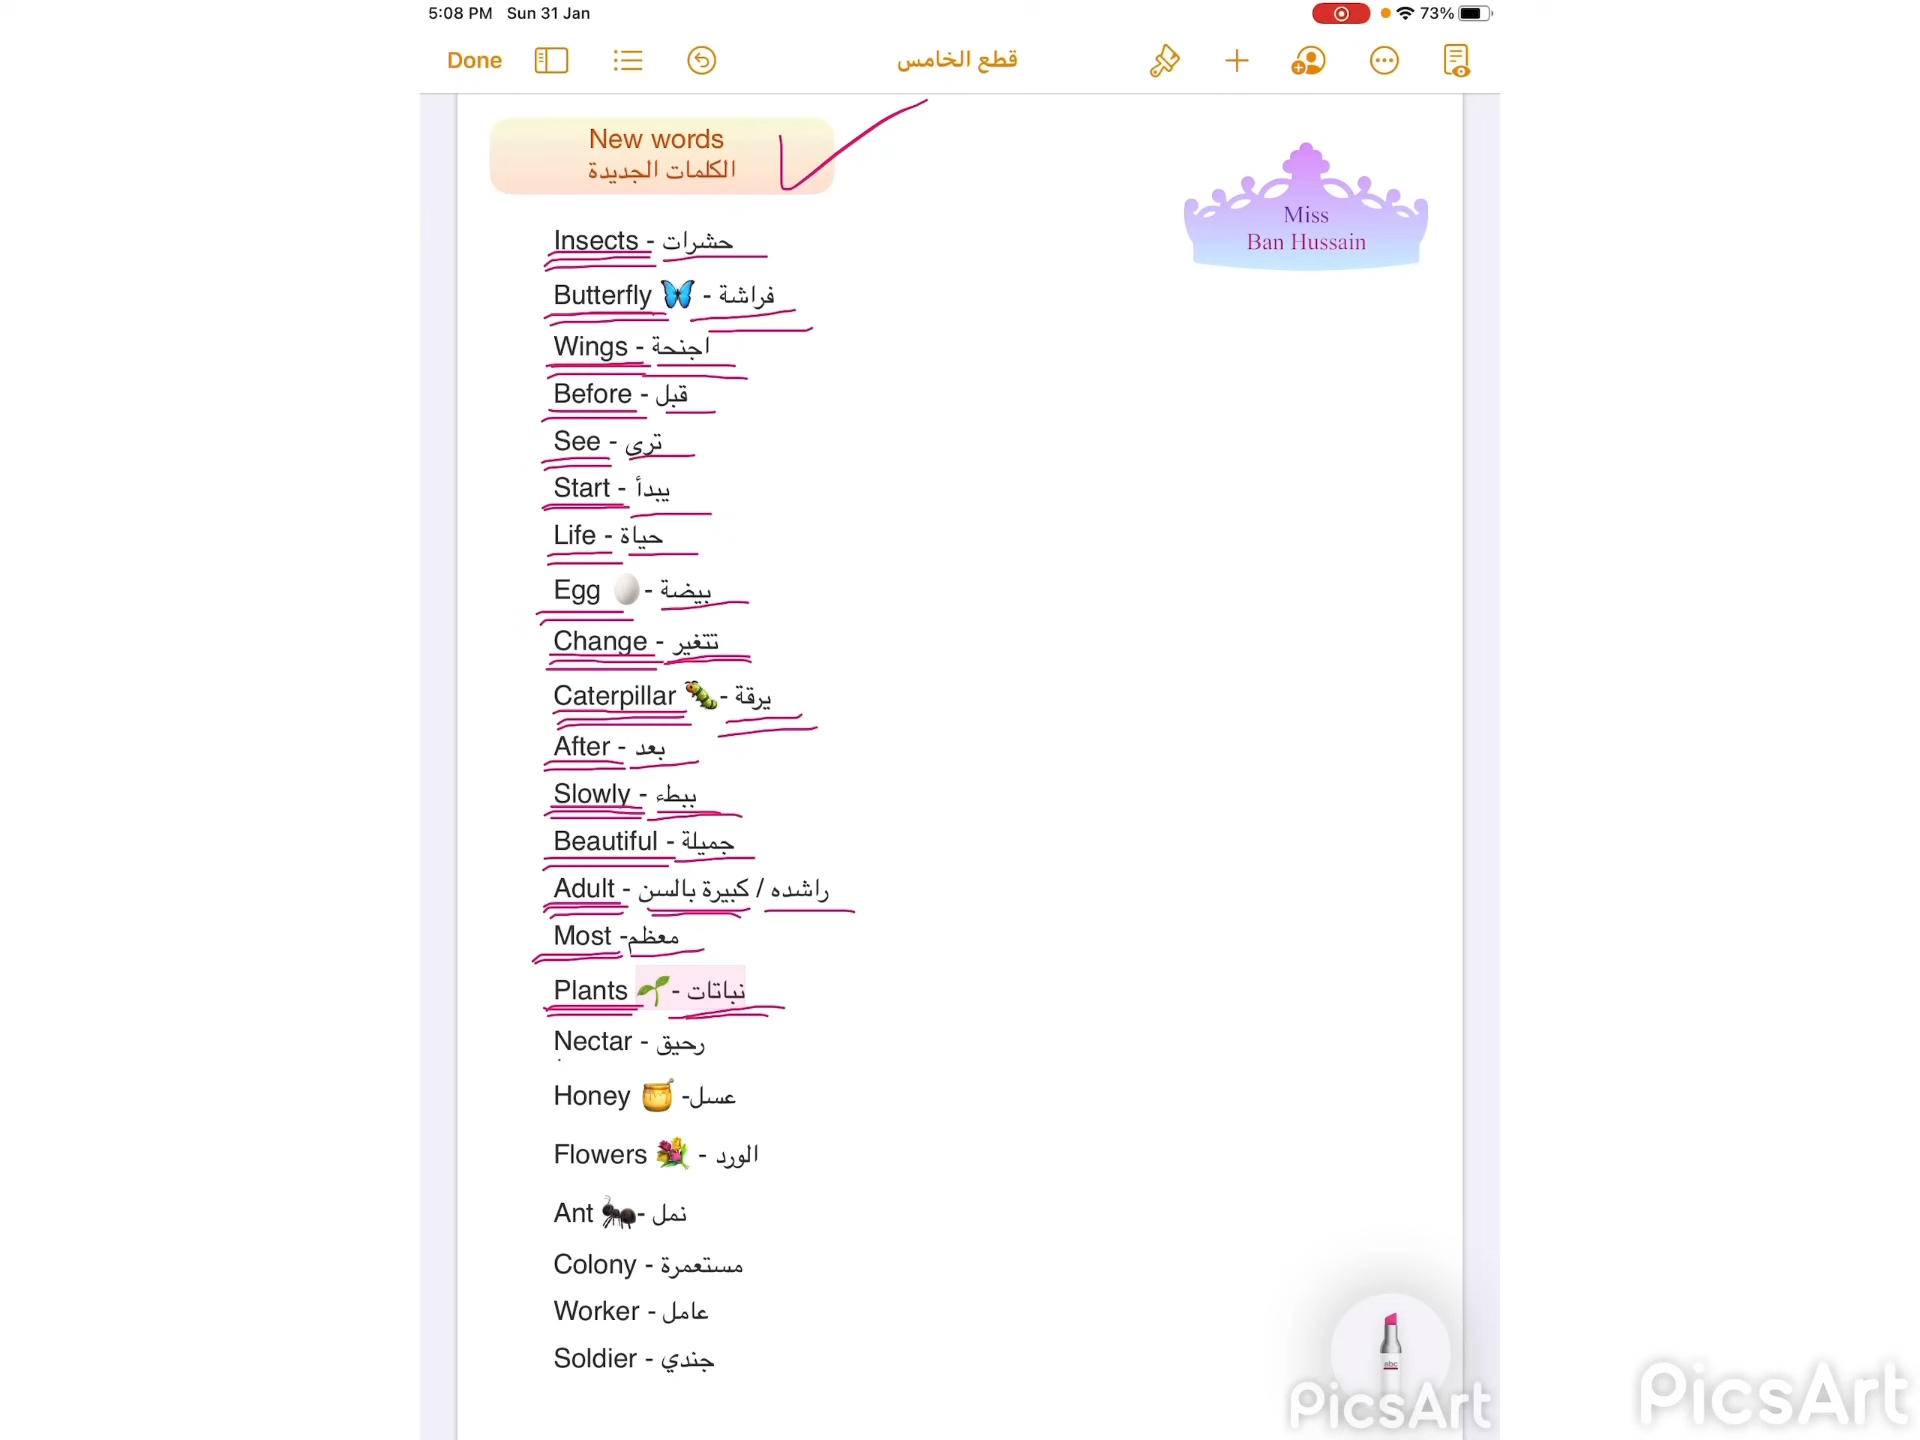 5:08 PM Sun 31 Jan 73%
Done قطع الخامس
New words
الكلمات الجديدة
Miss
Ban Hussain
Insects - حشرات
Butterfly 🦋 - فراشة
Wings - اجنحة
Before - قبل
See - ترى
Start - يبدأ
Life - حياة
Egg 🥚 - بيضة
Change - تتغير
Caterpillar 🐛 - يرقة
After - بعد
Slowly - ببطء
Beautiful - جميلة
Adult - راشده / كبيرة بالسن
Most -معظم
Plants 🌱 - نباتات
Nectar - رحيق
Honey 🍯 -عسل
Flowers 💐 - الورد
Ant 🐜- نمل
Colony - مستعمرة
Worker - عامل
Soldier - جندي
abc
PicsArt
PicsArt